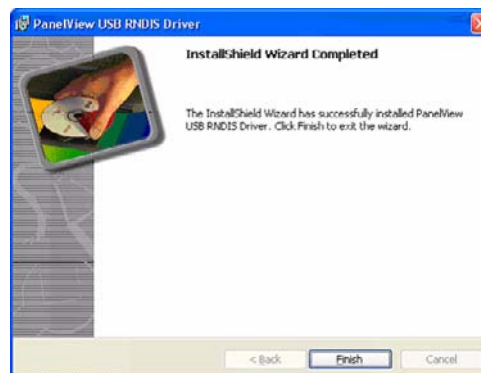 PanelView USB RNDIS Driver
InstallShield Wizard Completed
The InstallShield Wizard has successfully installed PanelView
USB RNDIS Driver. Click Finish to exit the wizard.
< Back Finish Cancel